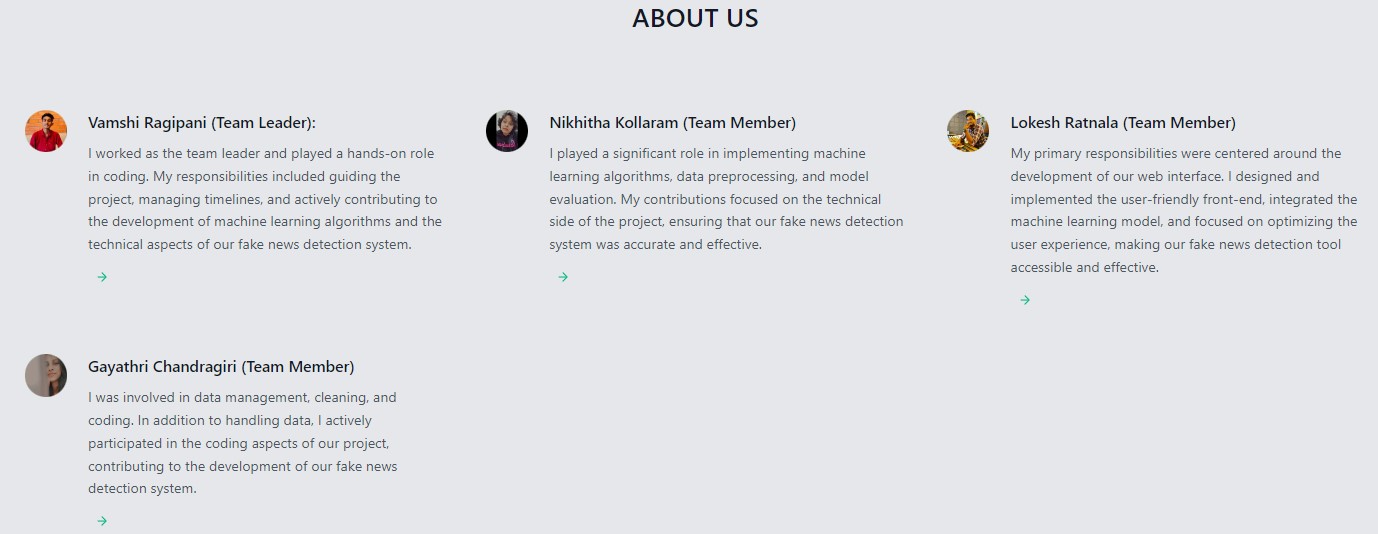 ABOUT US
Vamshi Ragipani (Team Leader):
I worked as the team leader and played a hands-on role
in coding. My responsibilities included guiding the
project, managing timelines, and actively contributing to
the development of machine learning algorithms and the
technical aspects of our fake news detection system.
Nikhitha Kollaram (Team Member)
I played a significant role in implementing machine
learning algorithms, data preprocessing, and model
evaluation. My contributions focused on the technical
side of the project, ensuring that our fake news detection
system was accurate and effective.
Lokesh Ratnala (Team Member)
My primary responsibilities were centered around the
development of our web interface. I designed and
implemented the user-friendly front-end, integrated the
machine learning model, and focused on optimizing the
user experience, making our fake news detection tool
accessible and effective.
Gayathri Chandragiri (Team Member)
I was involved in data management, cleaning, and
coding. In addition to handling data, I actively
participated in the coding aspects of our project,
contributing to the development of our fake news
detection system.